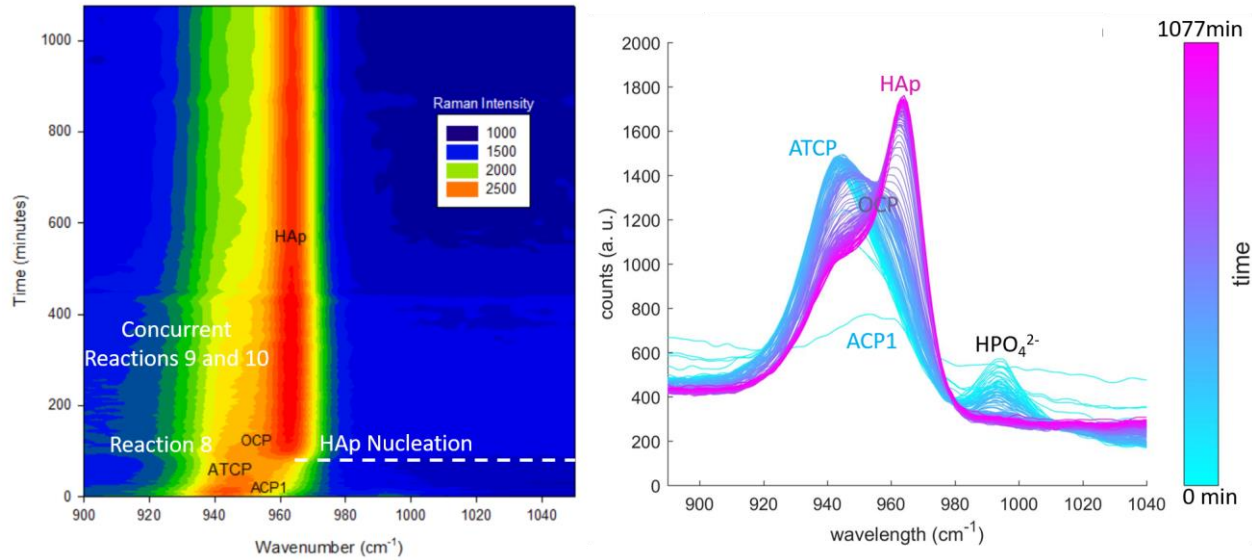 1000
800
600
400
200
0
Time (minutes)
900
920
940
960
980
1000
1020
1040
Wavenumber (cm⁻¹)
Raman Intensity
1000
1500
2000
2500
HAp
Concurrent
Reactions 9 and 10
Reaction 8
OCP
HAp Nucleation
ATCP
ACP1
2000
1800
1600
1400
1200
1000
800
600
400
200
0
counts (a. u.)
900
920
940
960
980
1000
1020
1040
wavelength (cm⁻¹)
HAp
ATCP
OCP
ACP1
HPO₄²⁻
1077min
time
0 min